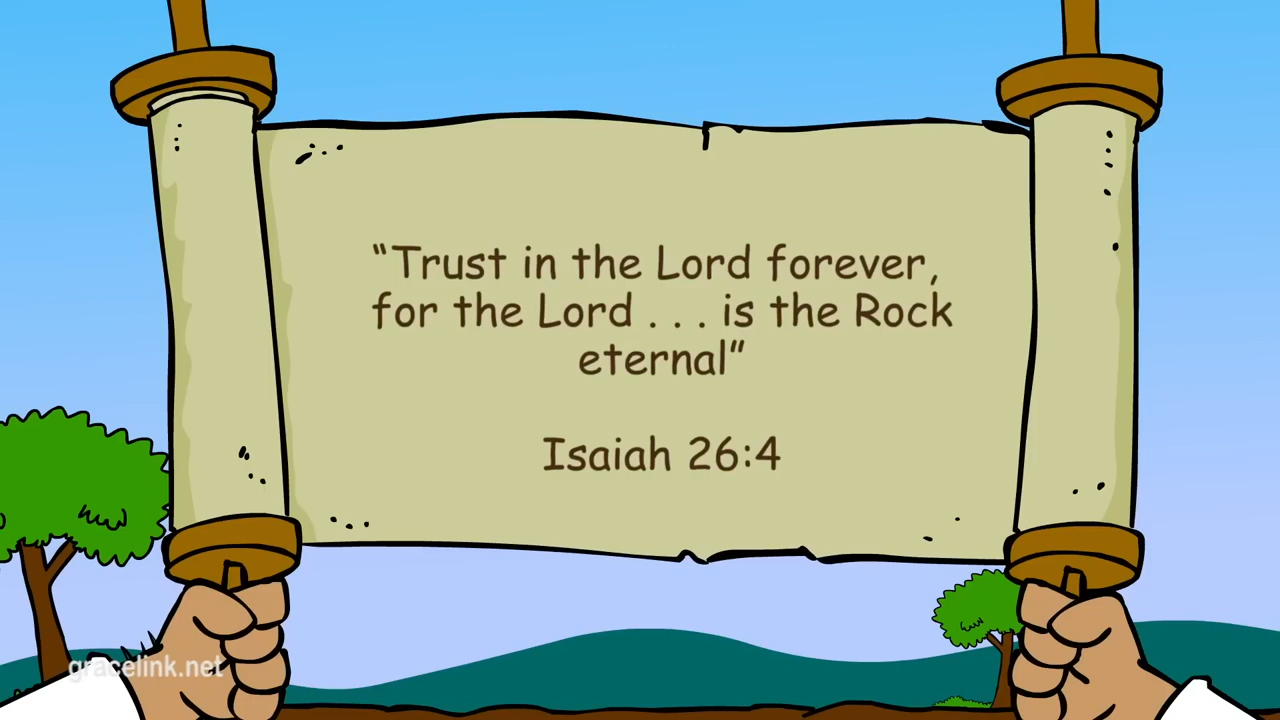 “Trust in the Lord forever,
for the Lord . . . is the Rock
eternal”
Isaiah 26:4
gracelink.net